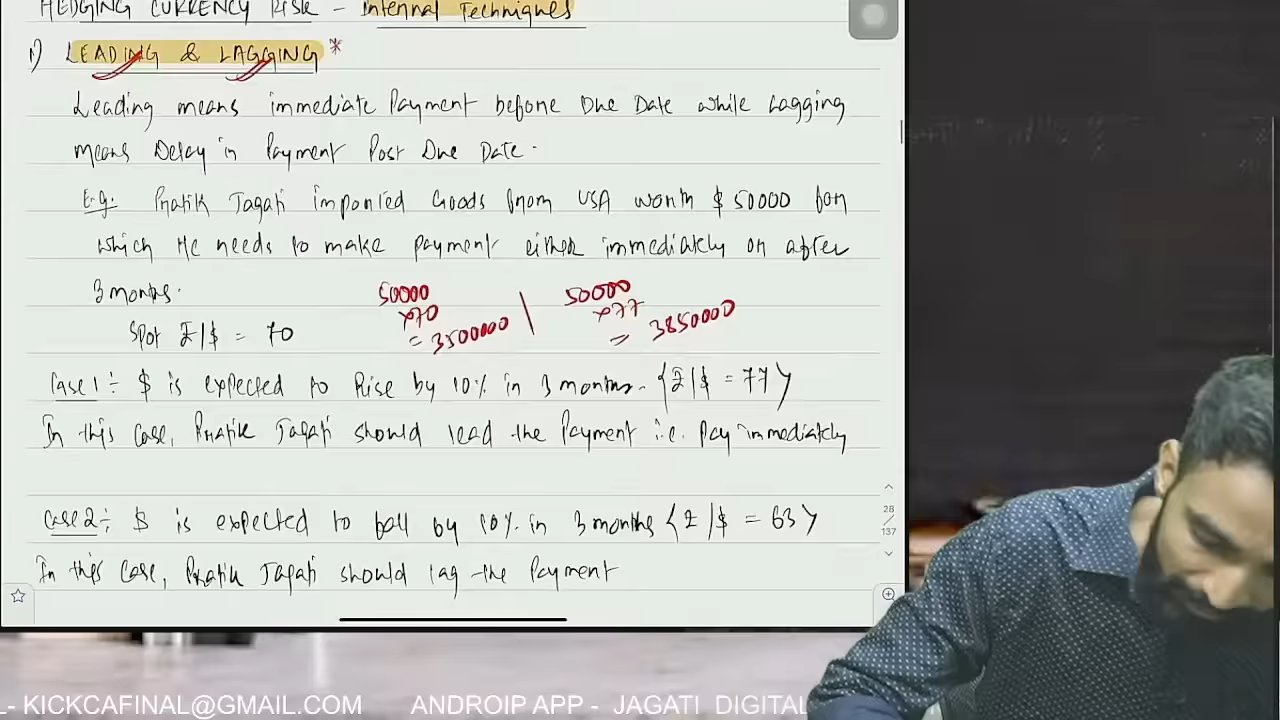 HEDGING CURRENCY RISK - Internal Techniques
1) LEADING & LAGGING *
Leading means immediate Payment before Due Date while Lagging
means Delay in Payment Post Due Date.
E.g. Pratik Jagati imported Goods from USA worth $ 50000 for
which He needs to make payment either immediately or after
3 months.
50000
×70
= 3500000
50000
×77
= 3850000
Spot ₹/$ = 70
Case 1 ÷ $ is expected to Rise by 10% in 3 months - {₹/$ = 77}
In this case, Pratik Jagati should lead the Payment i.e. Pay immediately
Case 2 ÷ $ is expected to fall by 10% in 3 months {₹/$ = 63}
In this case, Pratik Jagati should lag the Payment
28
137
L- KICKCAFINAL@GMAIL.COM ANDROIP APP - JAGATI DIGITAL